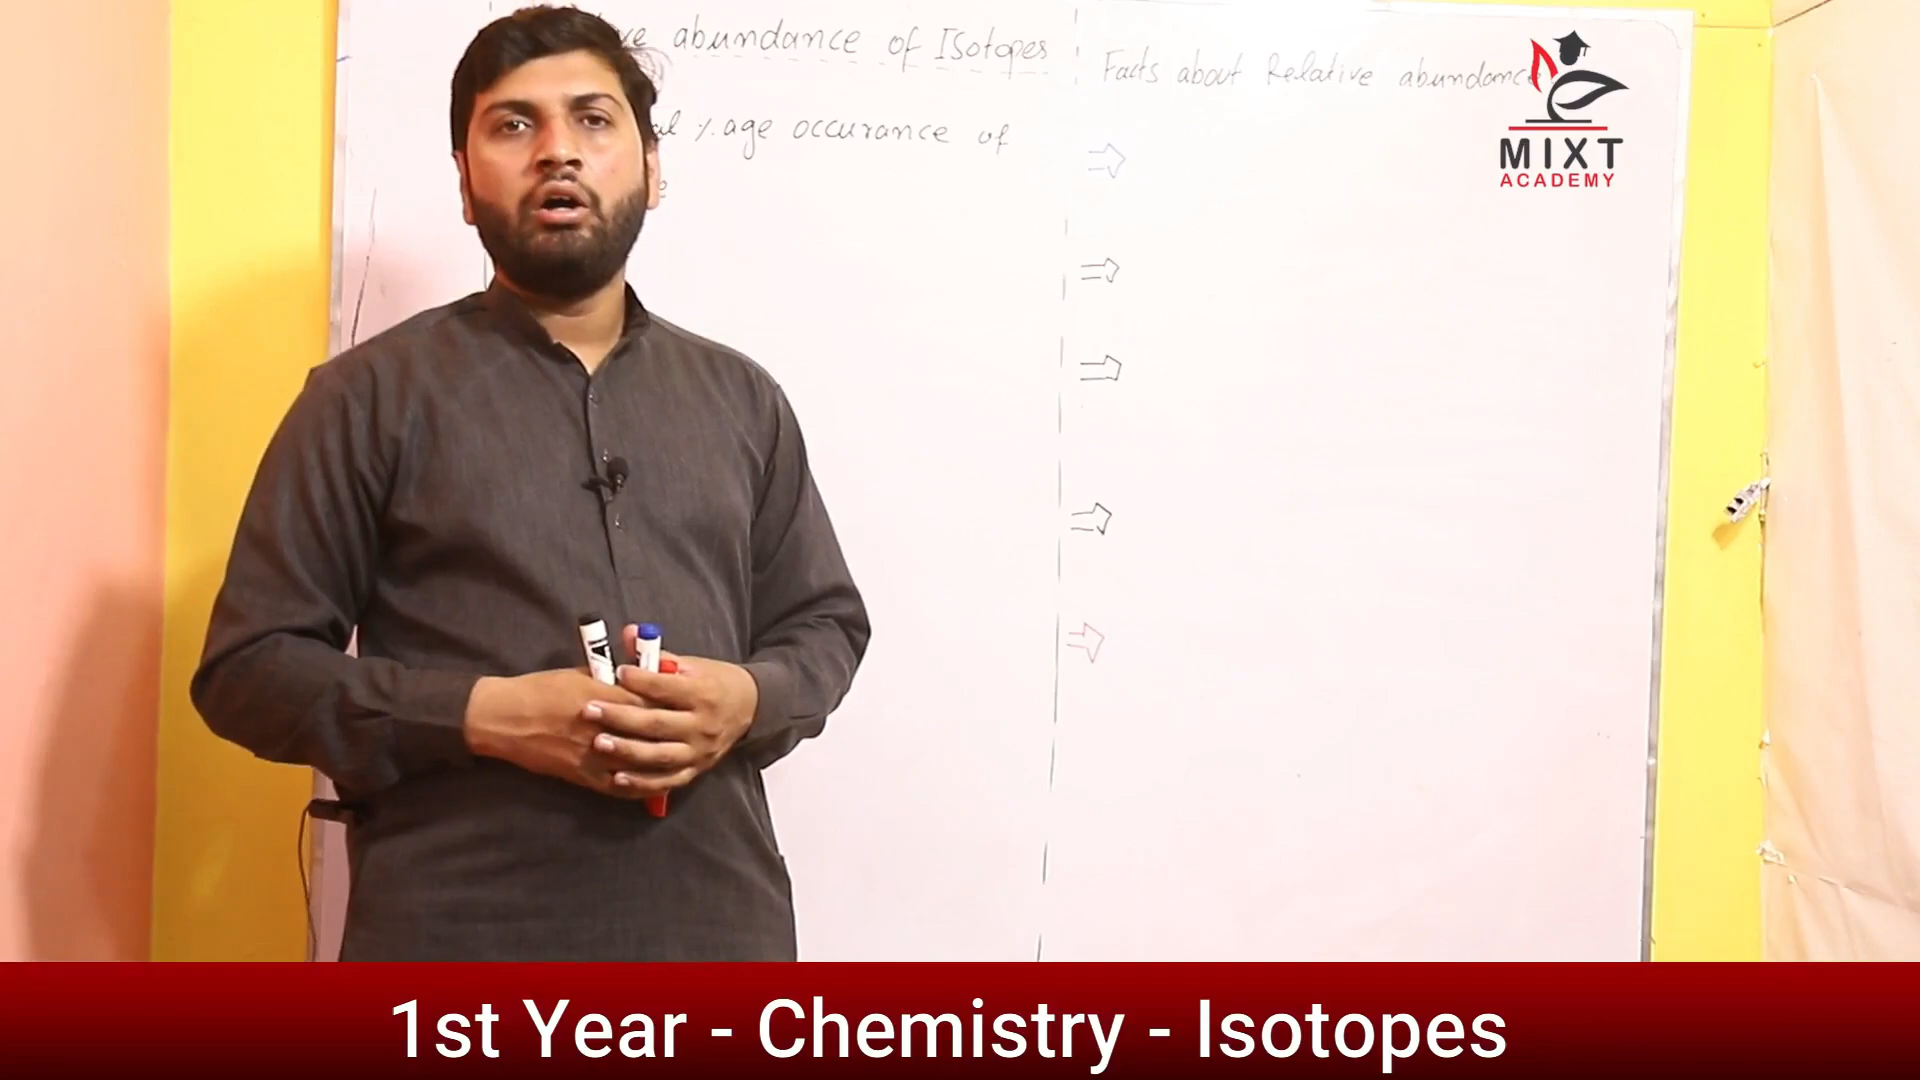 abundance of Isotopes
%age occurance of
Facts about Relative abundance
MIXT
ACADEMY
1st Year - Chemistry - Isotopes